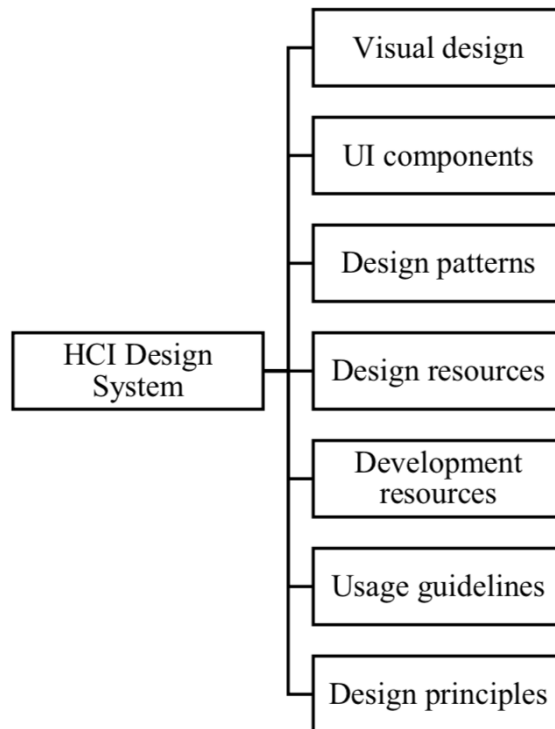 Visual design
UI components
Design patterns
HCI Design
System
Design resources
Development
resources
Usage guidelines
Design principles